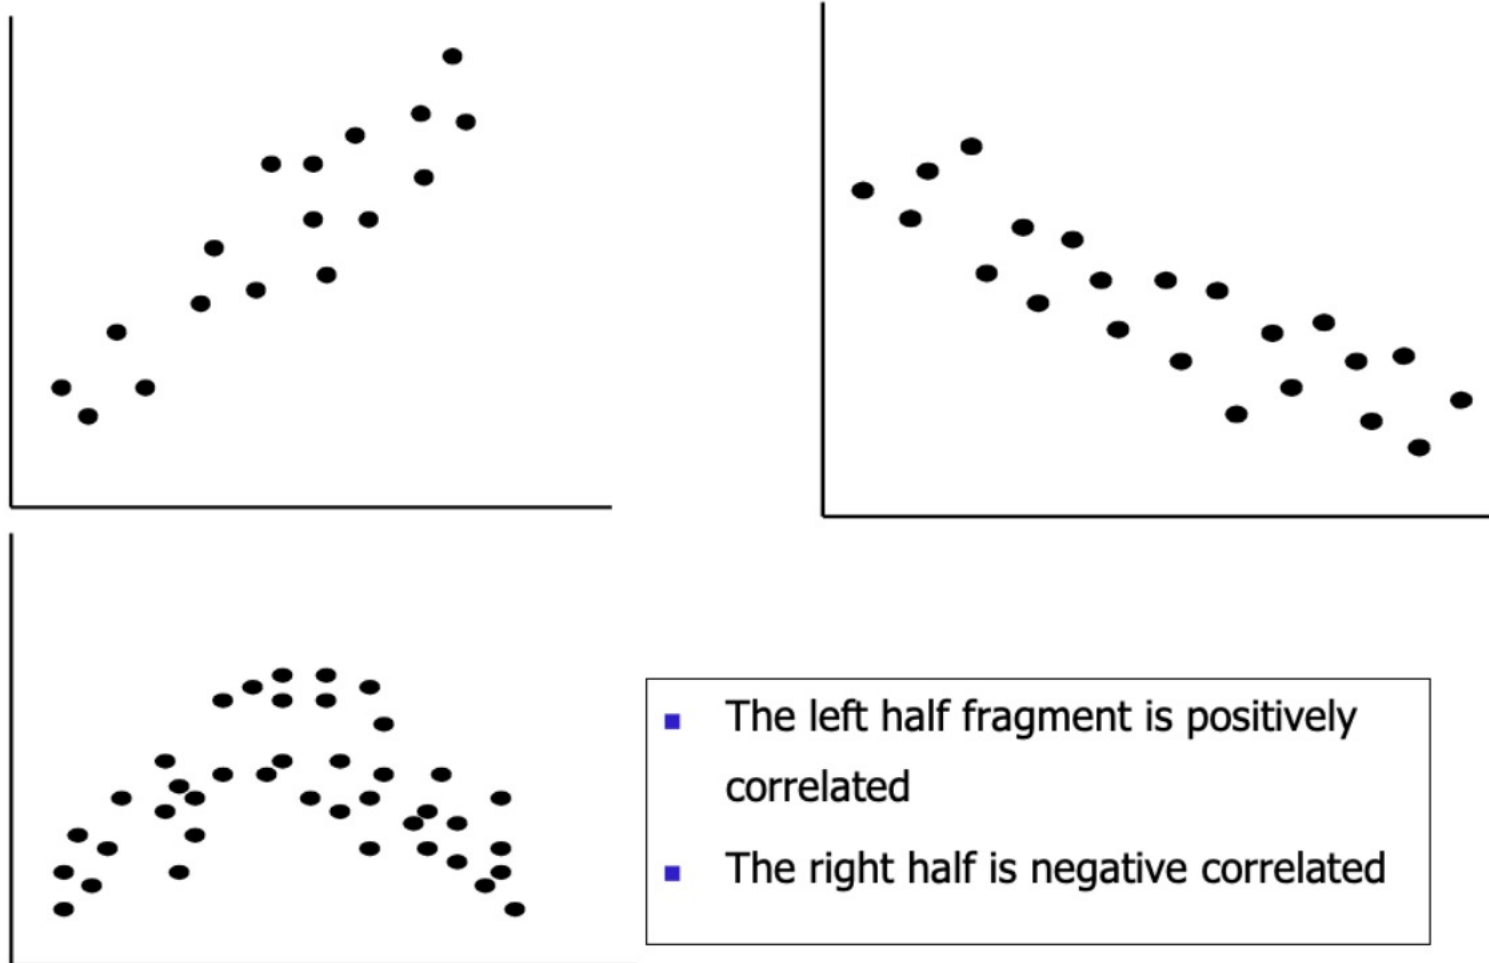 The left half fragment is positively
correlated
The right half is negative correlated